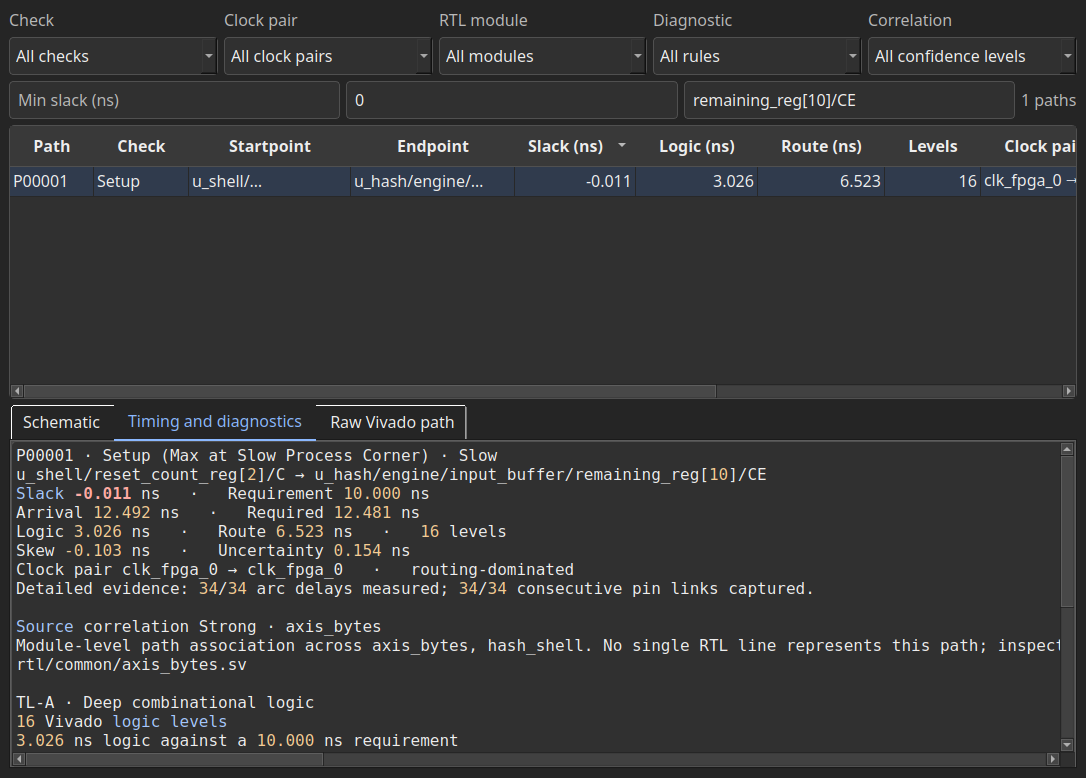 Check Clock pair RTL module Diagnostic Correlation
All checks All clock pairs All modules All rules All confidence levels
Min slack (ns) 0 remaining_reg[10]/CE 1 paths
Path Check Startpoint Endpoint Slack (ns) Logic (ns) Route (ns) Levels Clock pai
P00001 Setup u_shell/... u_hash/engine/... -0.011 3.026 6.523 16 clk_fpga_0 →
Schematic Timing and diagnostics Raw Vivado path
P00001 · Setup (Max at Slow Process Corner) · Slow
u_shell/reset_count_reg[2]/C → u_hash/engine/input_buffer/remaining_reg[10]/CE
Slack -0.011 ns · Requirement 10.000 ns
Arrival 12.492 ns · Required 12.481 ns
Logic 3.026 ns · Route 6.523 ns · 16 levels
Skew -0.103 ns · Uncertainty 0.154 ns
Clock pair clk_fpga_0 → clk_fpga_0 · routing-dominated
Detailed evidence: 34/34 arc delays measured; 34/34 consecutive pin links captured.
Source correlation Strong · axis_bytes
Module-level path association across axis_bytes, hash_shell. No single RTL line represents this path; inspect
rtl/common/axis_bytes.sv
TL-A · Deep combinational logic
16 Vivado logic levels
3.026 ns logic against a 10.000 ns requirement